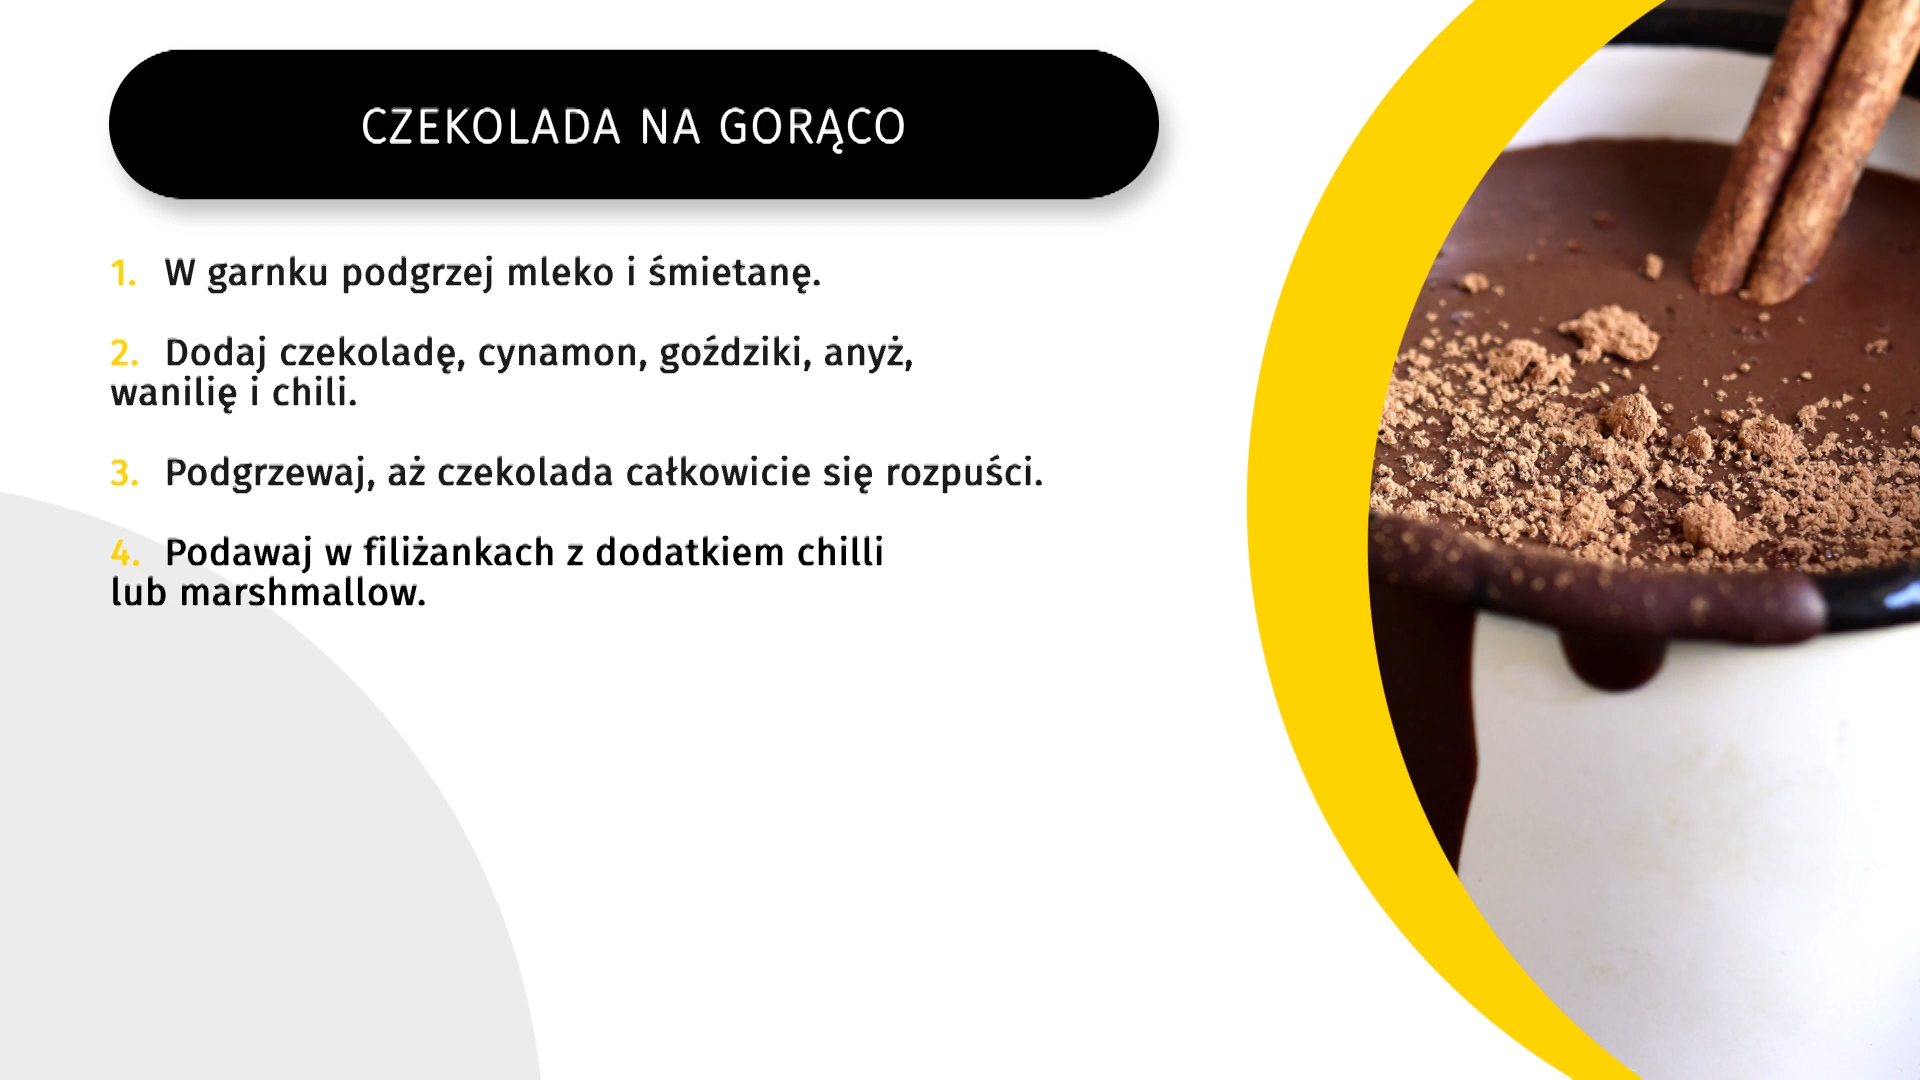 CZEKOLADA NA GORĄCO
1. W garnku podgrzej mleko i śmietanę.
2. Dodaj czekoladę, cynamon, goździki, anyż,
wanilię i chili.
3. Podgrzewaj, aż czekolada całkowicie się rozpuści.
4. Podawaj w filiżankach z dodatkiem chilli
lub marshmallow.